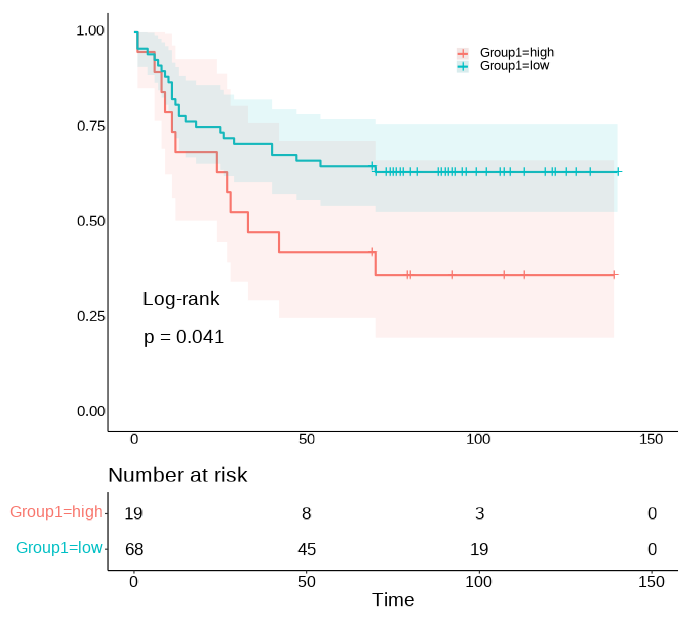 1.00
Group1=high
Group1=low
0.75
0.50
0.25
Log-rank
p = 0.041
0.00
0 50 100 150
Number at risk
Group1=high 19 8 3 0
Group1=low 68 45 19 0
0 50 100 150
Time